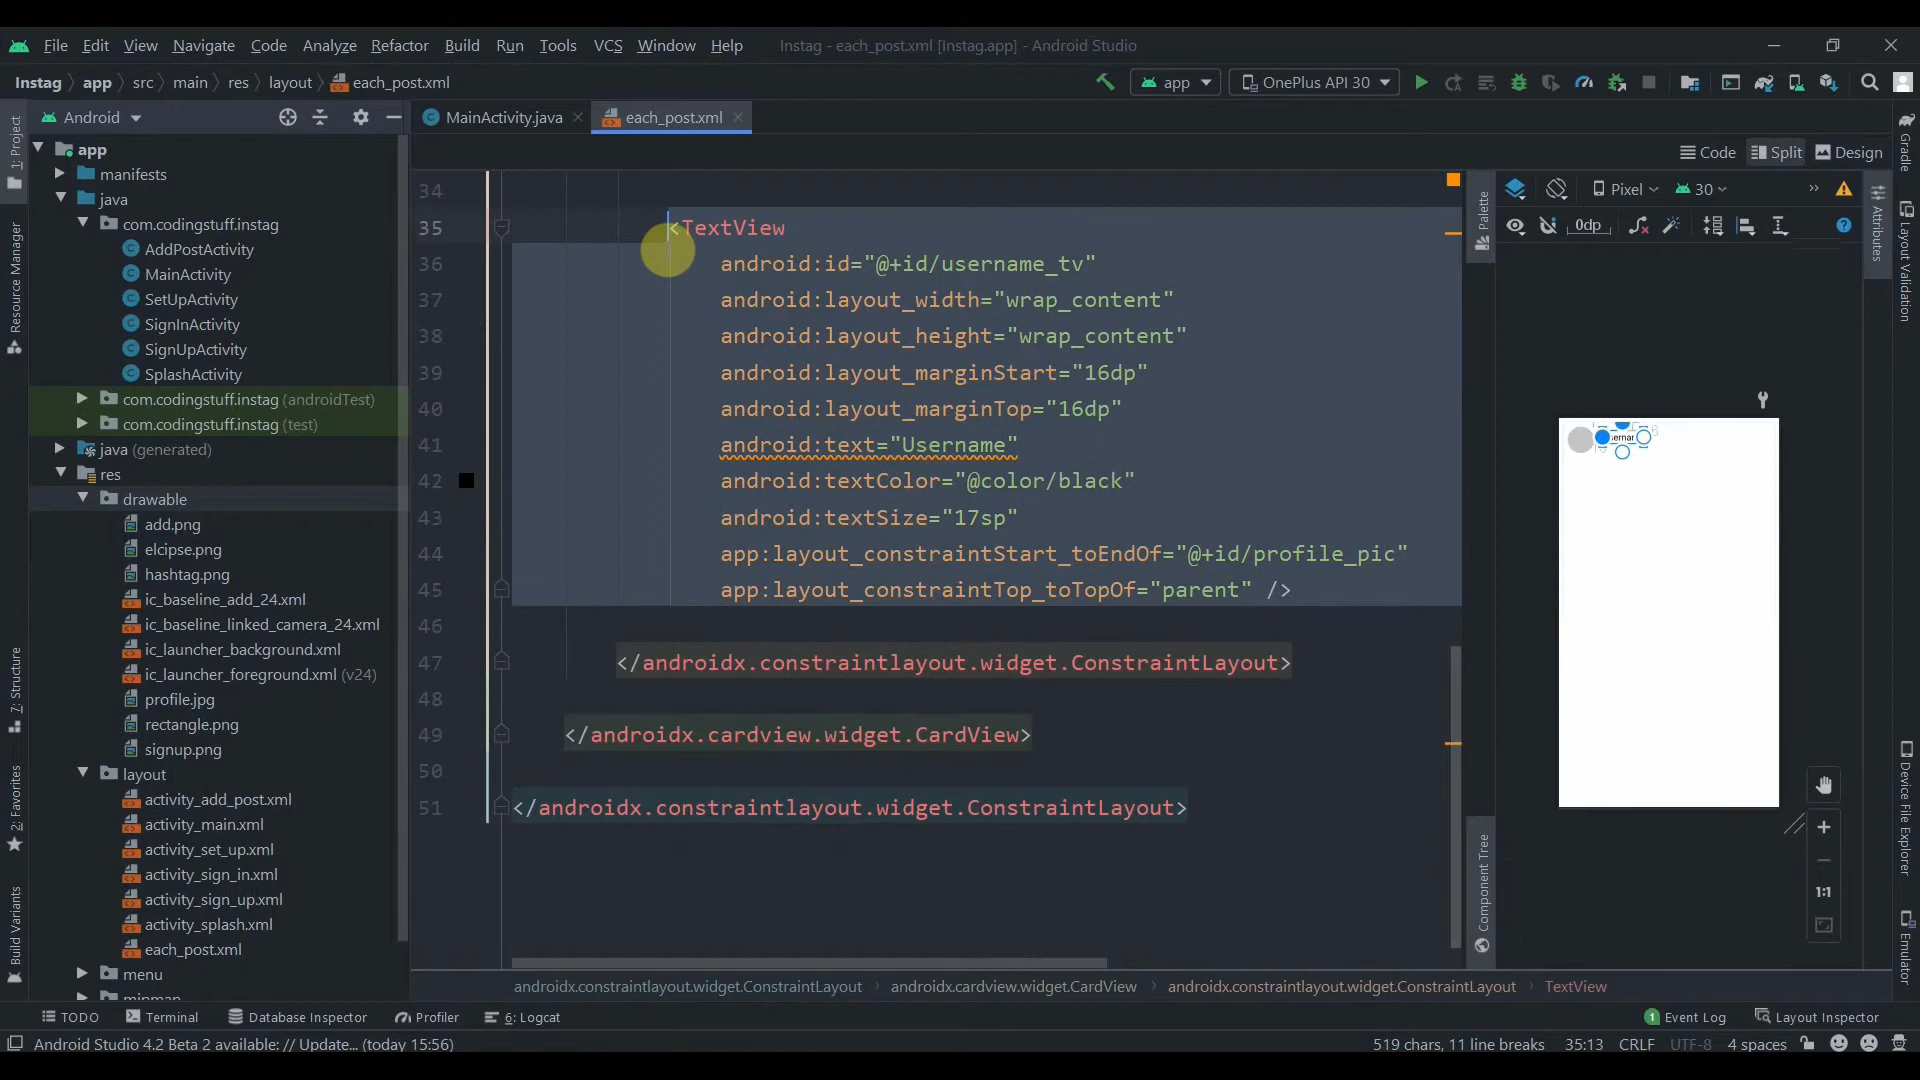 File Edit View Navigate Code Analyze Refactor Build Run Tools VCS Window Help Instag - each_post.xml [Instag.app] - Android Studio
Instag app src main res layout each_post.xml app OnePlus API 30
Android MainActivity.java each_post.xml
Code Split Design
1: Project
Resource Manager
7: Structure
2: Favorites
Build Variants
app
manifests
java
com.codingstuff.instag
AddPostActivity
MainActivity
SetUpActivity
SignInActivity
SignUpActivity
SplashActivity
com.codingstuff.instag (androidTest)
com.codingstuff.instag (test)
java (generated)
res
drawable
add.png
elcipse.png
hashtag.png
ic_baseline_add_24.xml
ic_baseline_linked_camera_24.xml
ic_launcher_background.xml
ic_launcher_foreground.xml (v24)
profile.jpg
rectangle.png
signup.png
layout
activity_add_post.xml
activity_main.xml
activity_set_up.xml
activity_sign_in.xml
activity_sign_up.xml
activity_splash.xml
each_post.xml
menu
34
35 <TextView
36 android:id="@+id/username_tv"
37 android:layout_width="wrap_content"
38 android:layout_height="wrap_content"
39 android:layout_marginStart="16dp"
40 android:layout_marginTop="16dp"
41 android:text="Username"
42 android:textColor="@color/black"
43 android:textSize="17sp"
44 app:layout_constraintStart_toEndOf="@+id/profile_pic"
45 app:layout_constraintTop_toTopOf="parent" />
46
47 </androidx.constraintlayout.widget.ConstraintLayout>
48
49 </androidx.cardview.widget.CardView>
50
51 </androidx.constraintlayout.widget.ConstraintLayout>
Palette
Component Tree
Pixel 30 »
0dp
1:1
Attributes
Gradle
Layout Validation
Device File Explorer
Emulator
androidx.constraintlayout.widget.ConstraintLayout androidx.cardview.widget.CardView androidx.constraintlayout.widget.ConstraintLayout TextView
TODO Terminal Database Inspector Profiler 6: Logcat 1 Event Log Layout Inspector
Android Studio 4.2 Beta 2 available: // Update... (today 15:56) 519 chars, 11 line breaks 35:13 CRLF UTF-8 4 spaces